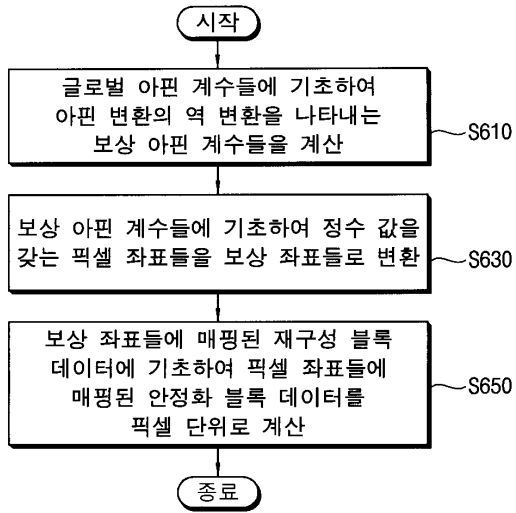 시작
글로벌 아핀 계수들에 기초하여
아핀 변환의 역 변환을 나타내는
보상 아핀 계수들을 계산
S610
보상 아핀 계수들에 기초하여 정수 값을
갖는 픽셀 좌표들을 보상 좌표들로 변환
S630
보상 좌표들에 매핑된 재구성 블록
데이터에 기초하여 픽셀 좌표들에
매핑된 안정화 블록 데이터를
픽셀 단위로 계산
S650
종료